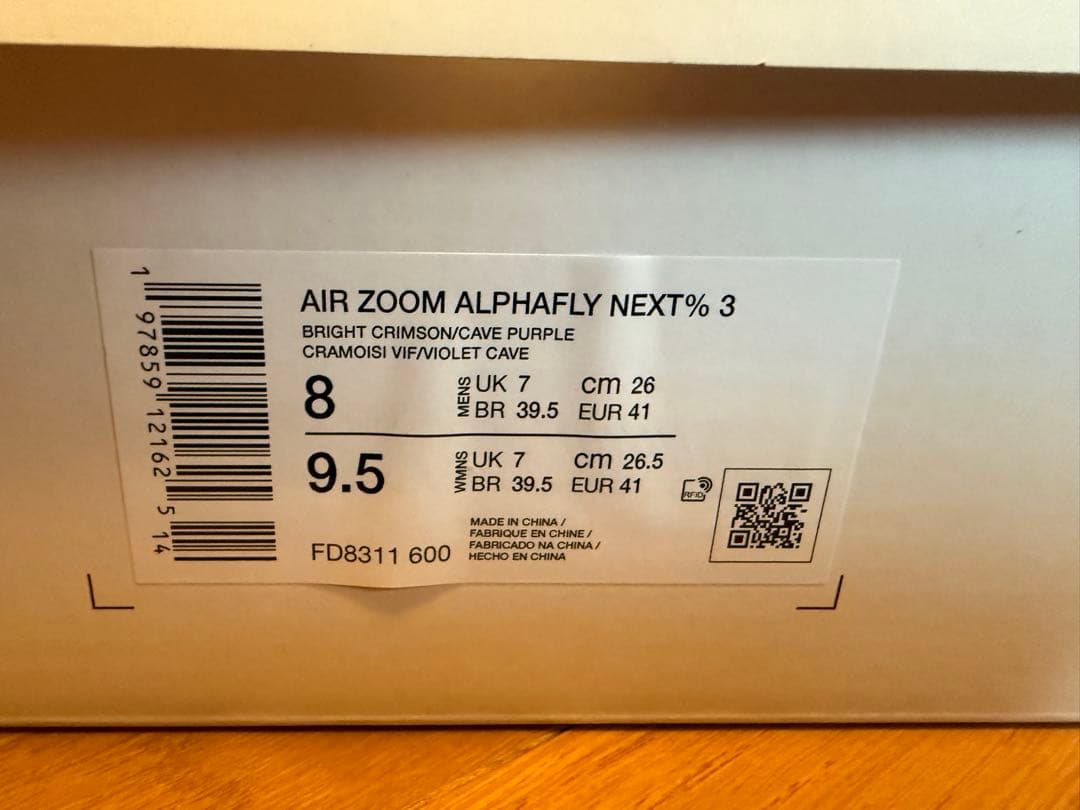 1 97859 12162 5 14
AIR ZOOM ALPHAFLY NEXT% 3
BRIGHT CRIMSON/CAVE PURPLE
CRAMOISI VIF/VIOLET CAVE
8 MENS UK 7 cm 26
BR 39.5 EUR 41
9.5 WMNS UK 7 cm 26.5
BR 39.5 EUR 41
RFID
FD8311 600
MADE IN CHINA /
FABRIQUE EN CHINE /
FABRICADO NA CHINA /
HECHO EN CHINA